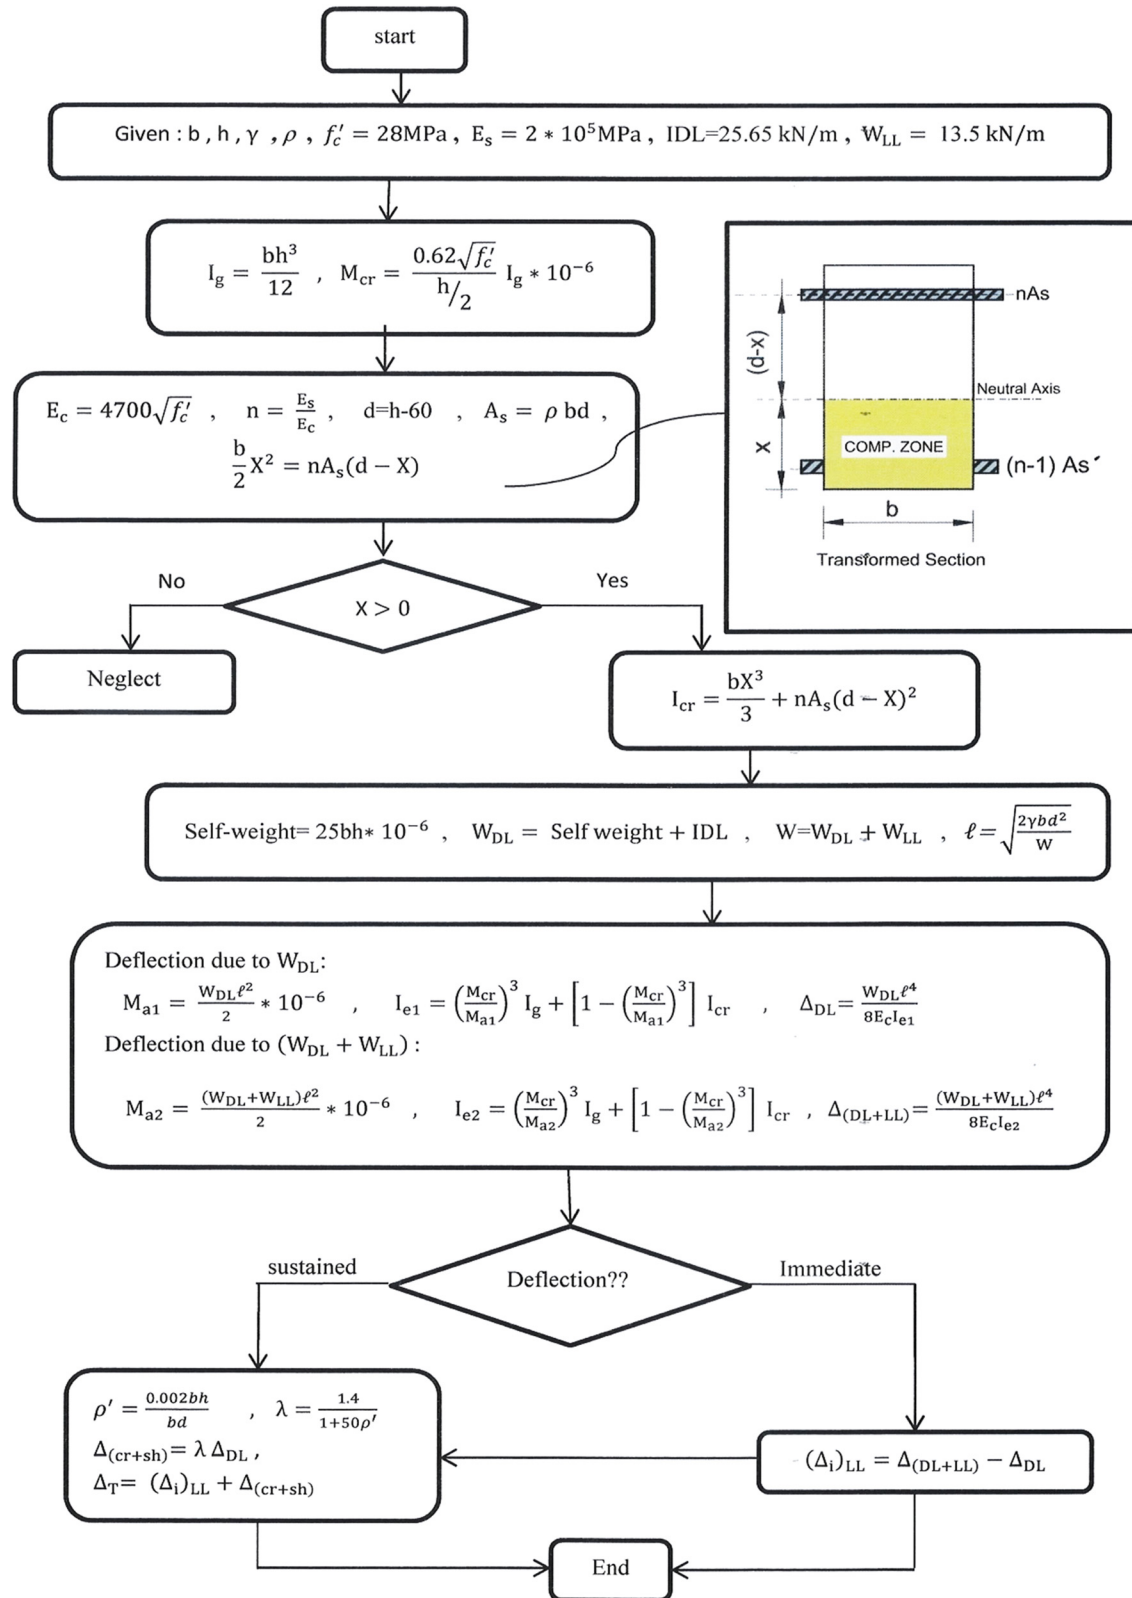 start
Given : b , h , γ , ρ , f′c = 28MPa , Es = 2 * 10⁵MPa , IDL=25.65 kN/m , WLL = 13.5 kN/m
Ig = bh³/12 , Mcr = 0.62√f′c / (h/2) Ig * 10⁻⁶
Ec = 4700√f′c , n = Es/Ec , d=h-60 , As = ρ bd ,
b/2 X² = nAs(d − X)
nAs
(d-x)
Neutral Axis
x
COMP. ZONE
(n-1) As′
b
Transformed Section
No
X > 0
Yes
Neglect
Icr = bX³/3 + nAs(d − X)²
Self-weight= 25bh* 10⁻⁶ , WDL = Self weight + IDL , W=WDL + WLL , ℓ=√(2γbd²/W)
Deflection due to WDL:
Ma1 = WDLℓ²/2 * 10⁻⁶ , Ie1 = (Mcr/Ma1)³ Ig + [1 − (Mcr/Ma1)³] Icr , ΔDL= WDLℓ⁴/8EcIe1
Deflection due to (WDL + WLL) :
Ma2 = (WDL+WLL)ℓ²/2 * 10⁻⁶ , Ie2 = (Mcr/Ma2)³ Ig + [1 − (Mcr/Ma2)³] Icr , Δ(DL+LL)= (WDL+WLL)ℓ⁴/8EcIe2
sustained
Deflection??
Immediate
ρ′ = 0.002bh/bd , λ = 1.4/1+50ρ′
Δ(cr+sh)= λ ΔDL ,
ΔT= (Δi)LL + Δ(cr+sh)
(Δi)LL = Δ(DL+LL) − ΔDL
End